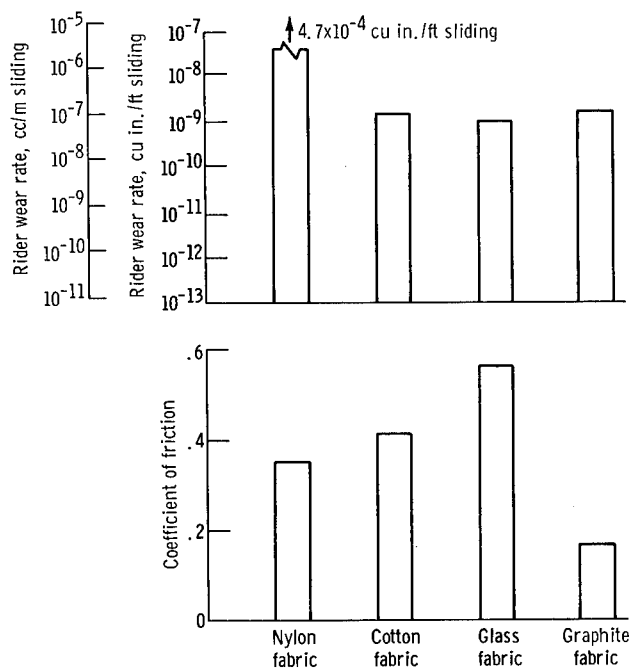 10⁻⁵
10⁻⁶
10⁻⁷
10⁻⁸
10⁻⁹
10⁻¹⁰
10⁻¹¹
Rider wear rate, cc/m sliding
10⁻⁷
10⁻⁸
10⁻⁹
10⁻¹⁰
10⁻¹¹
10⁻¹²
10⁻¹³
Rider wear rate, cu in./ft sliding
4.7x10⁻⁴ cu in./ft sliding
.6
.4
.2
0
Coefficient of friction
Nylon
fabric
Cotton
fabric
Glass
fabric
Graphite
fabric